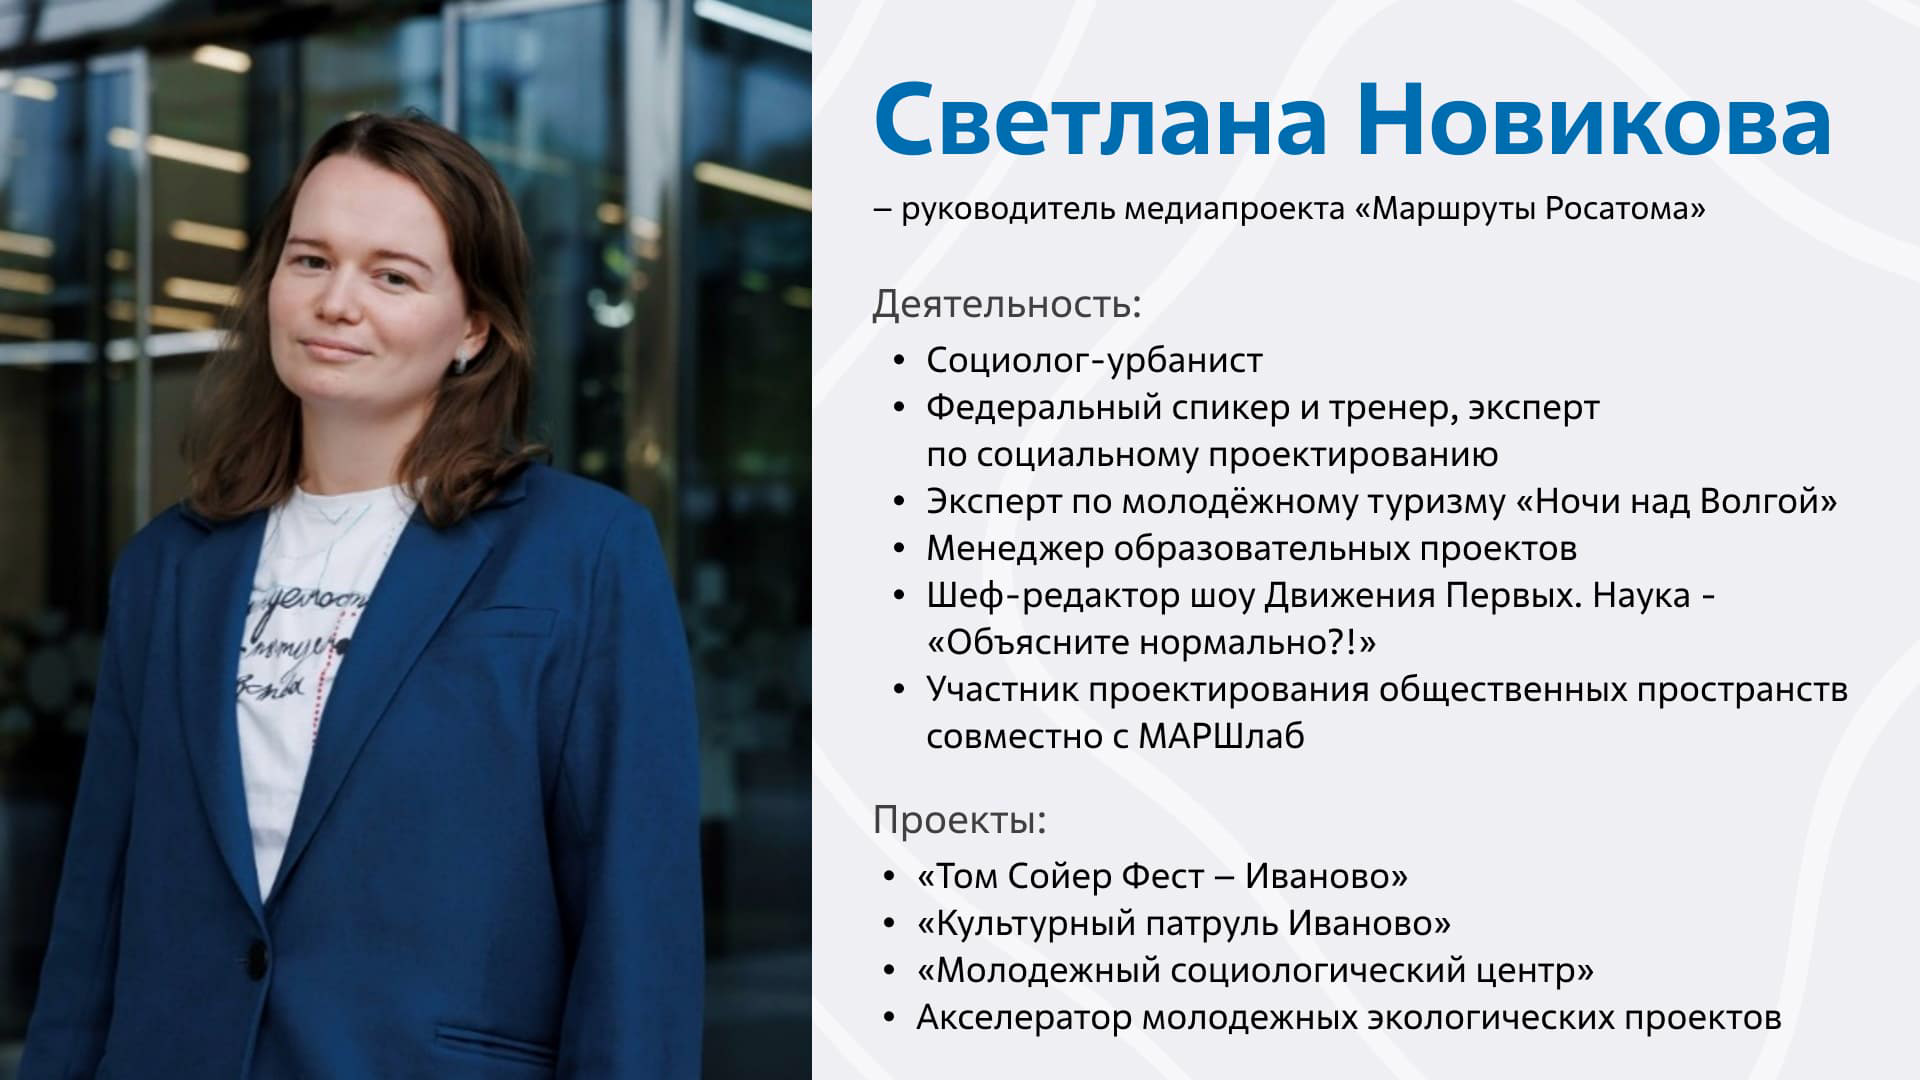 Светлана Новикова
– руководитель медиапроекта «Маршруты Росатома»
Деятельность:
• Социолог-урбанист
• Федеральный спикер и тренер, эксперт
по социальному проектированию
• Эксперт по молодёжному туризму «Ночи над Волгой»
• Менеджер образовательных проектов
• Шеф-редактор шоу Движения Первых. Наука -
«Объясните нормально?!»
• Участник проектирования общественных пространств
совместно с МАРШлаб
Проекты:
• «Том Сойер Фест – Иваново»
• «Культурный патруль Иваново»
• «Молодежный социологический центр»
• Акселератор молодежных экологических проектов